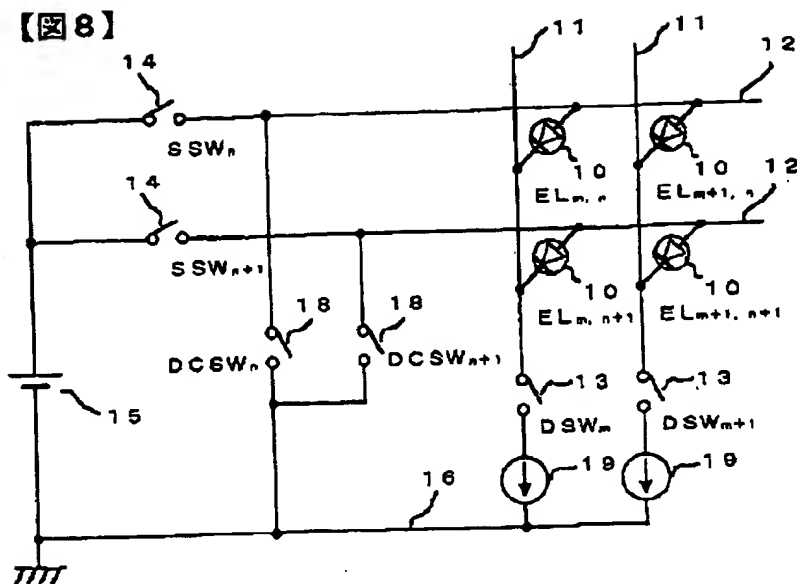 【図8】
11
11
14
12
SSWn
10
10
ELm, n
ELm+1, n
12
14
SSWn+1
10
10
ELm, n+1
ELm+1, n+1
18
18
DCSWn
DCSWn+1
13
13
15
DSWm
DSWm+1
19
19
16